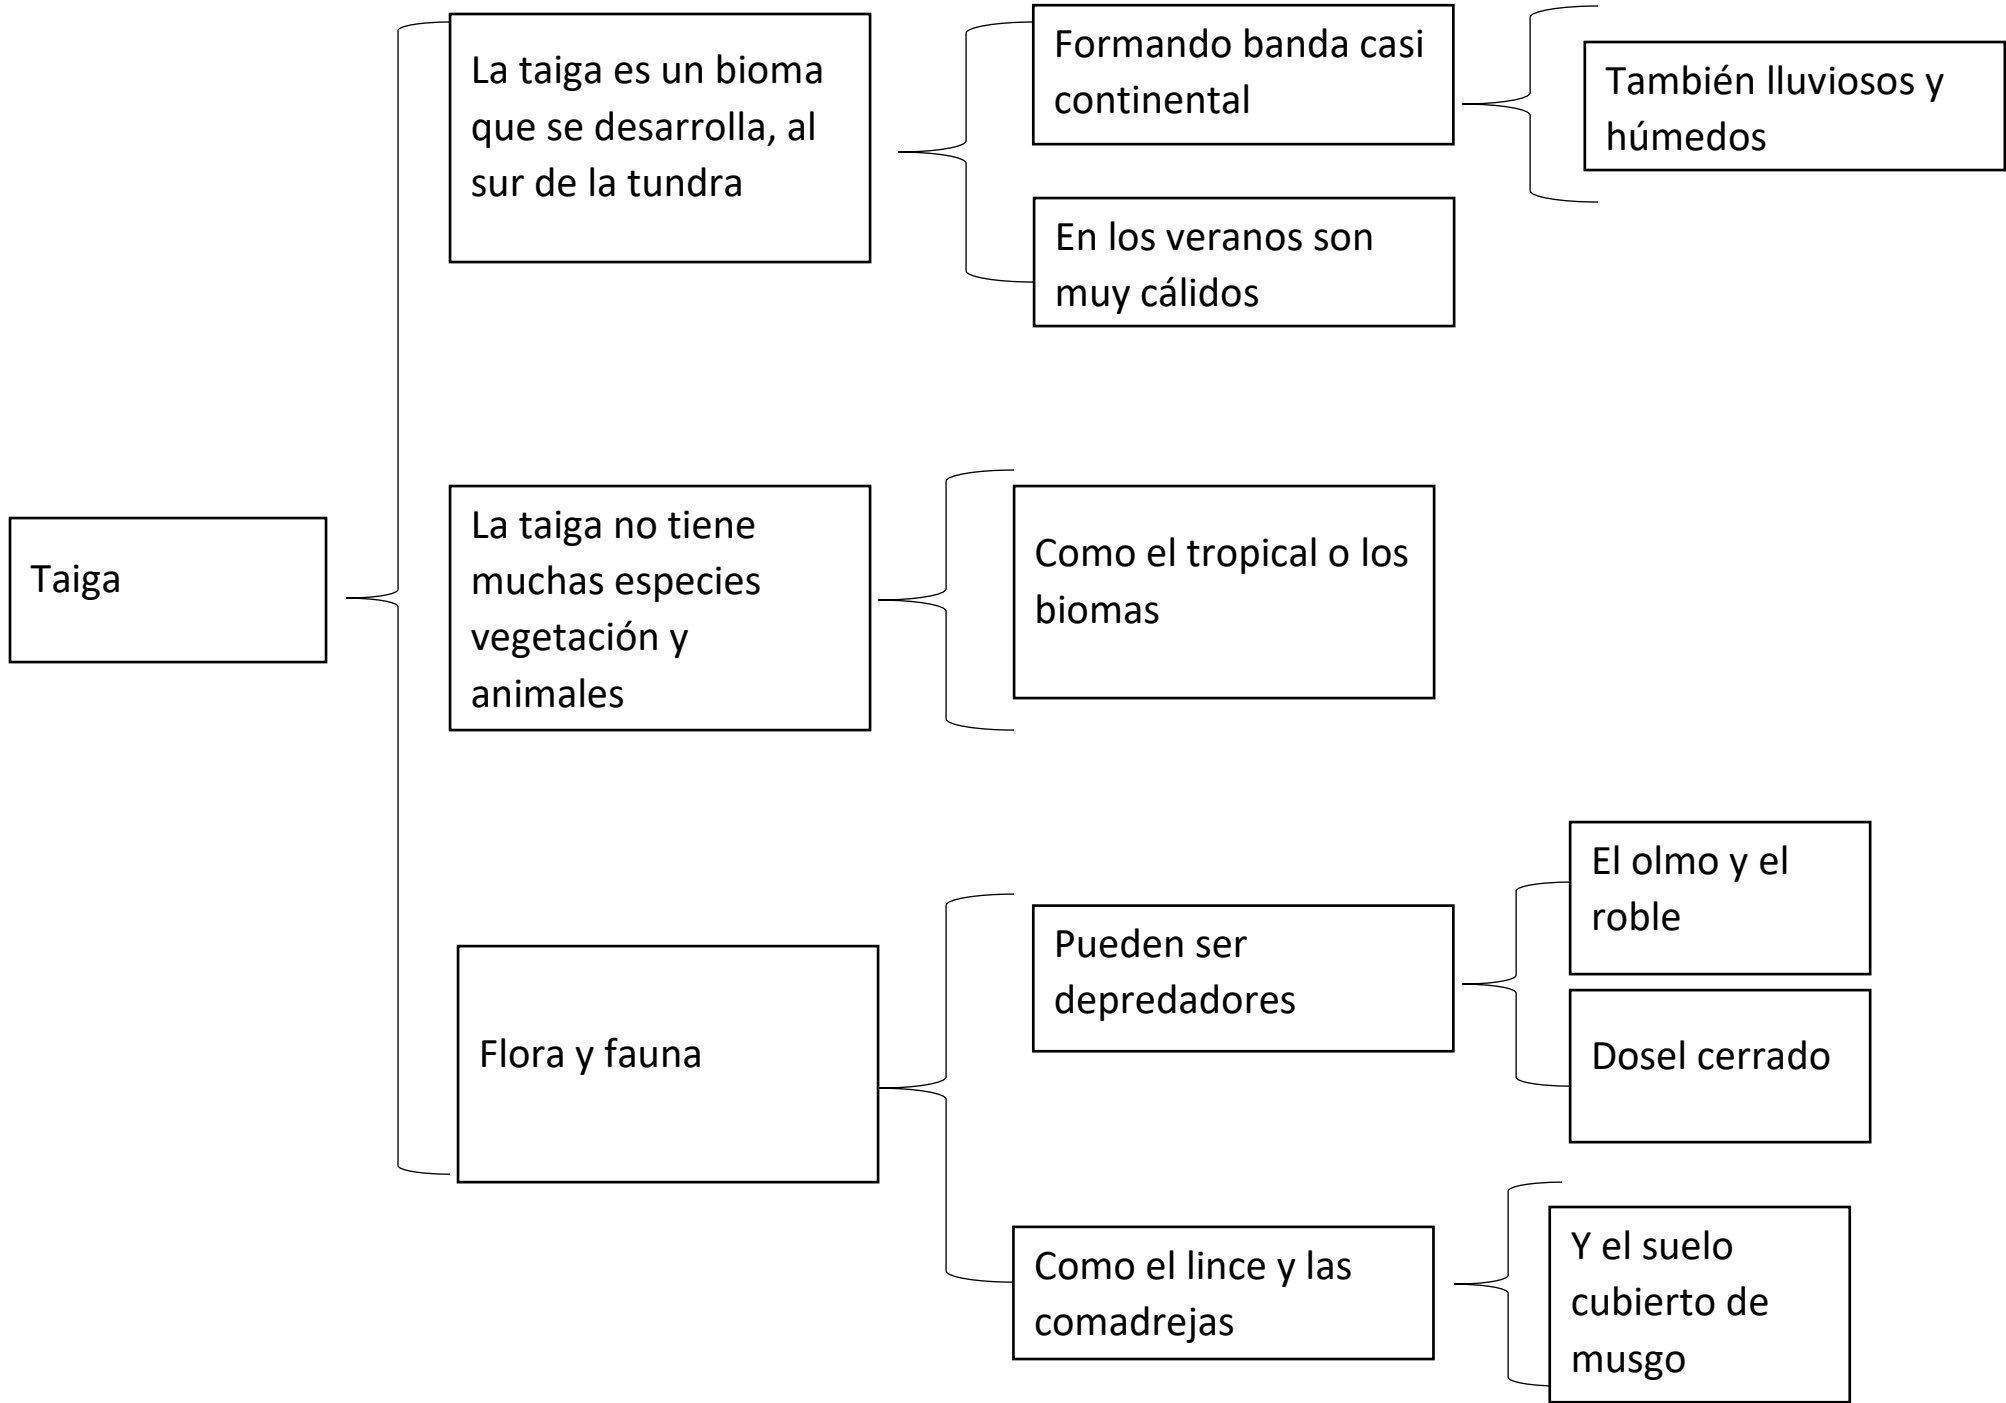 Taiga
La taiga es un bioma
que se desarrolla, al
sur de la tundra
Formando banda casi
continental
También lluviosos y
húmedos
En los veranos son
muy cálidos
La taiga no tiene
muchas especies
vegetación y
animales
Como el tropical o los
biomas
Flora y fauna
Pueden ser
depredadores
El olmo y el
roble
Dosel cerrado
Como el lince y las
comadrejas
Y el suelo
cubierto de
musgo